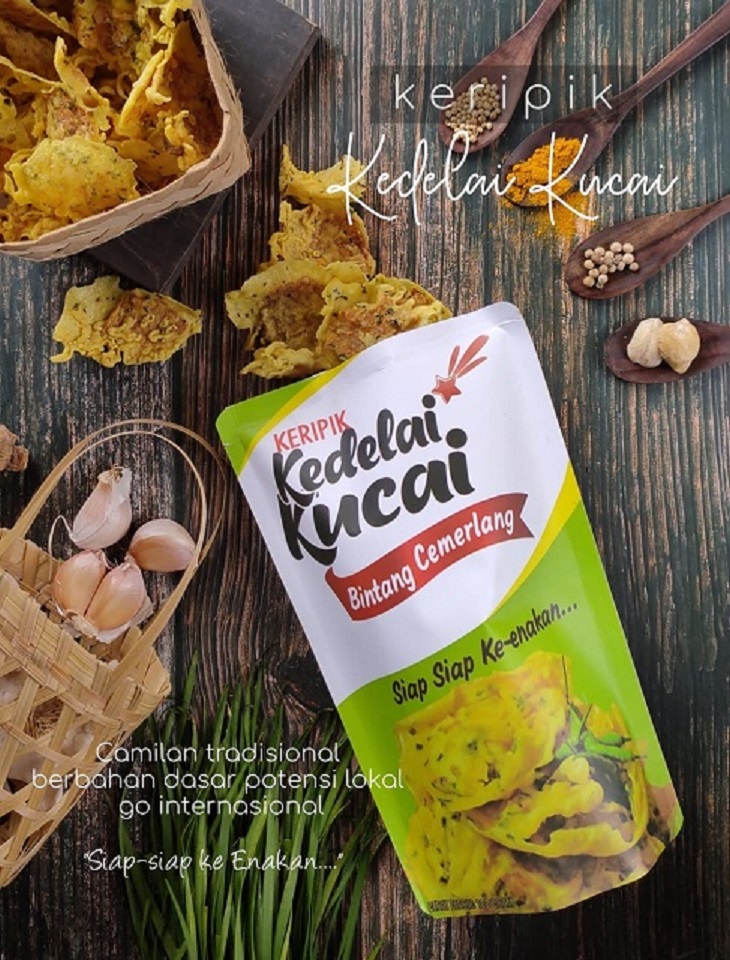 keripik
Kedelai Kucai
KERIPIK
Kedelai
Kucai
Bintang Cemerlang
Siap Siap Ke-enakan...
Camilan tradisional
berbahan dasar potensi lokal
go internasional
"Siap-siap ke Enakan...."